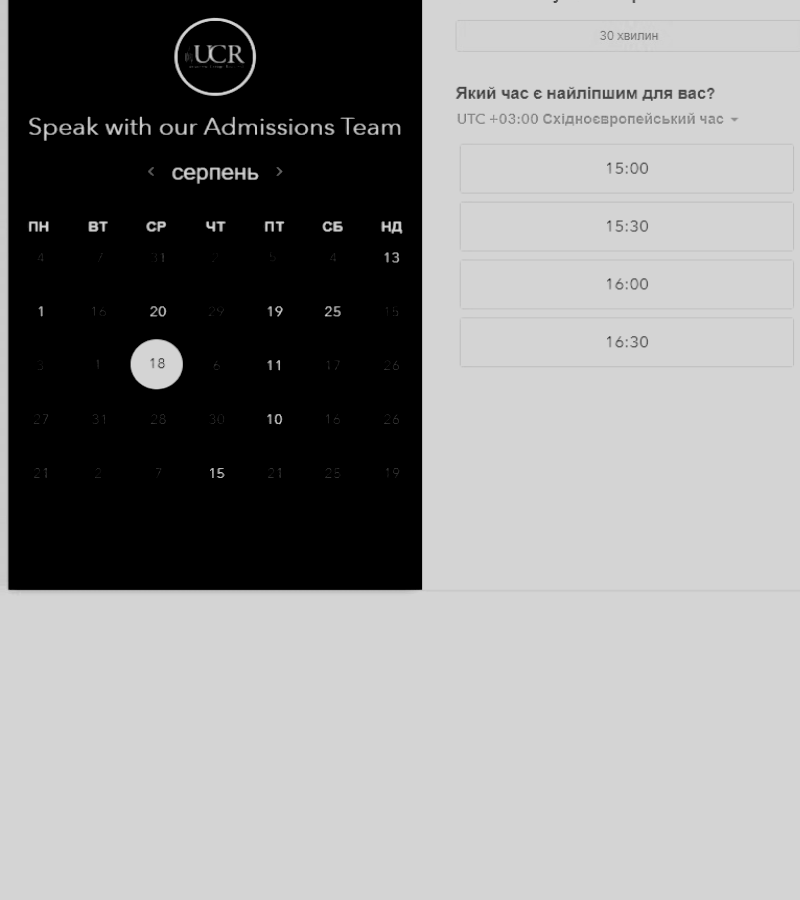 UCR
Speak with our Admissions Team
серпень
ПН ВТ СР ЧТ ПТ СБ НД
4 7 31 2 5 4 13
1 16 20 29 19 25 15
3 1 18 6 11 17 26
27 31 28 30 10 16 26
21 2 7 15 21 25 19
30 хвилин
Який час є найліпшим для вас?
UTC +03:00 Східноєвропейський час
15:00
15:30
16:00
16:30